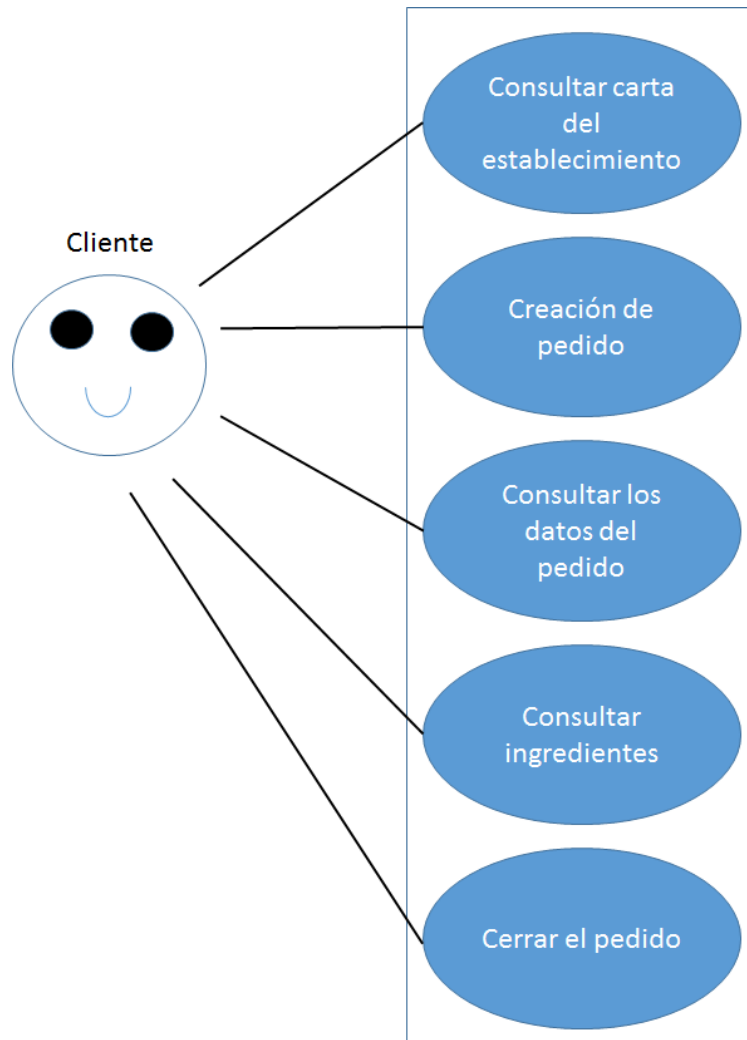 Consultar carta
del
establecimiento
Cliente
Creación de
pedido
Consultar los
datos del
pedido
Consultar
ingredientes
Cerrar el pedido